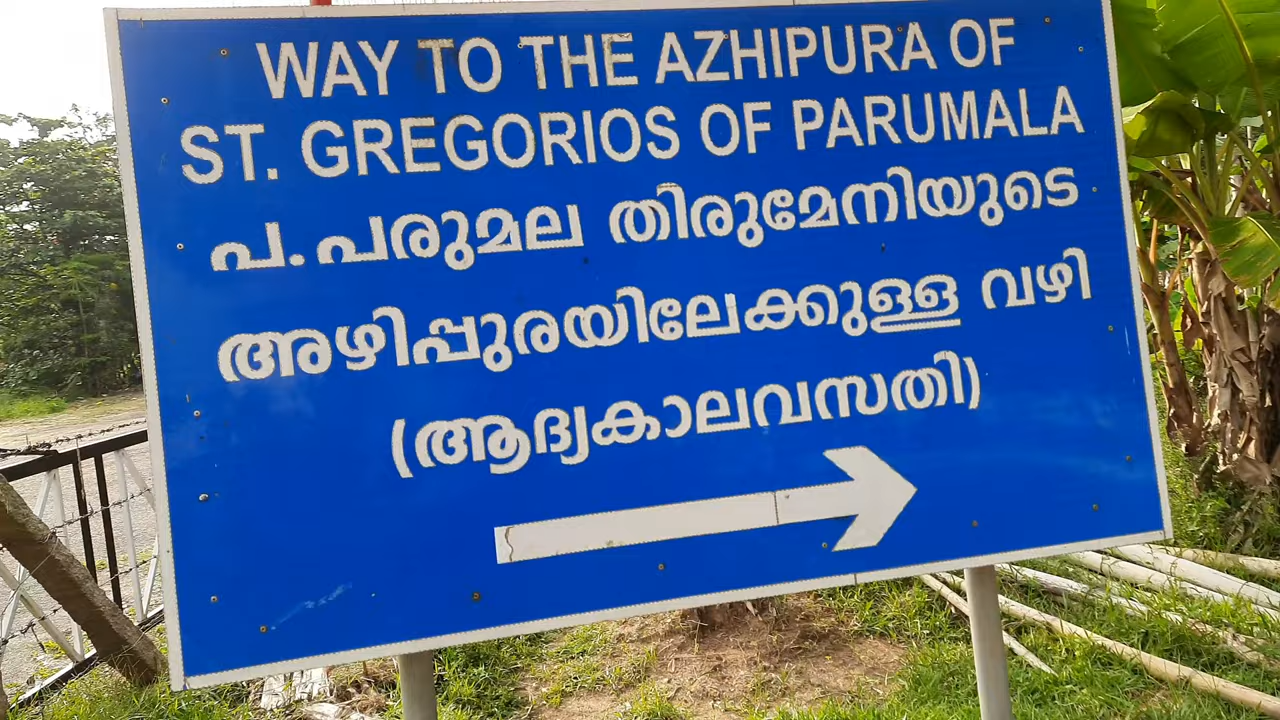 WAY TO THE AZHIPURA OF
ST. GREGORIOS OF PARUMALA
പ.പരുമല തിരുമേനിയുടെ
അഴിപ്പുരയിലേക്കുള്ള വഴി
(ആദ്യകാലവസതി)